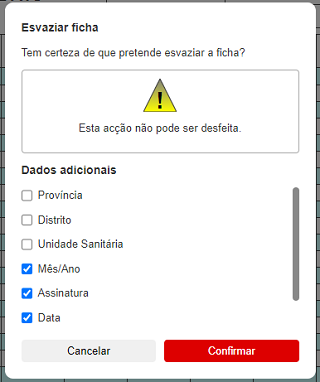 Esvaziar ficha
Tem certeza de que pretende esvaziar a ficha?
Esta acção não pode ser desfeita.
Dados adicionais
Província
Distrito
Unidade Sanitária
Mês/Ano
Assinatura
Data
Cancelar
Confirmar